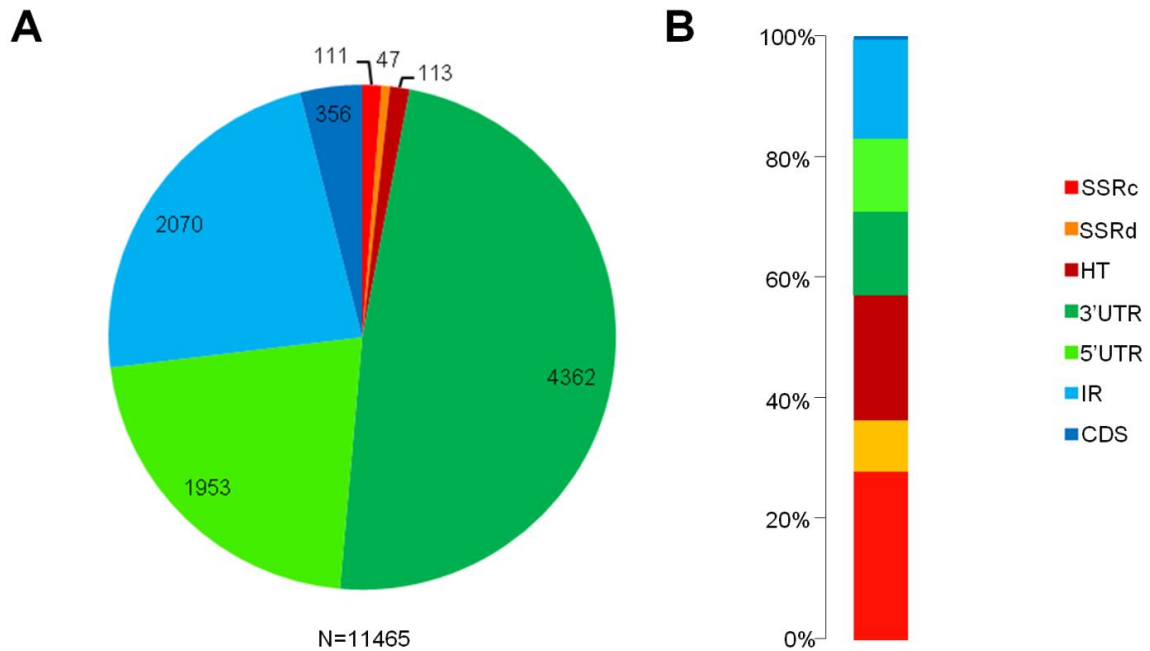 A
111
47
113
356
2070
4362
1953
N=11465
B
100%
80%
60%
40%
20%
0%
SSRc
SSRd
HT
3’UTR
5’UTR
IR
CDS